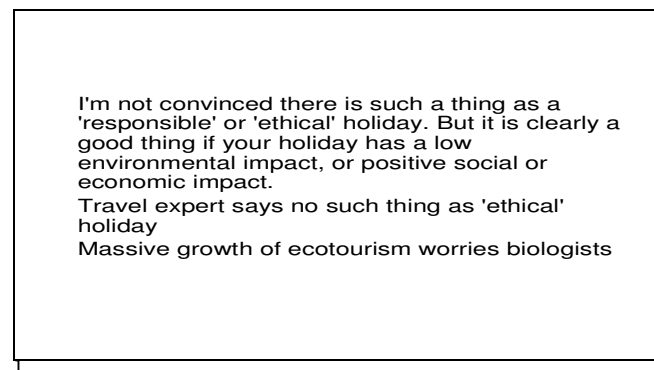 I'm not convinced there is such a thing as a
'responsible' or 'ethical' holiday. But it is clearly a
good thing if your holiday has a low
environmental impact, or positive social or
economic impact.
Travel expert says no such thing as 'ethical'
holiday
Massive growth of ecotourism worries biologists